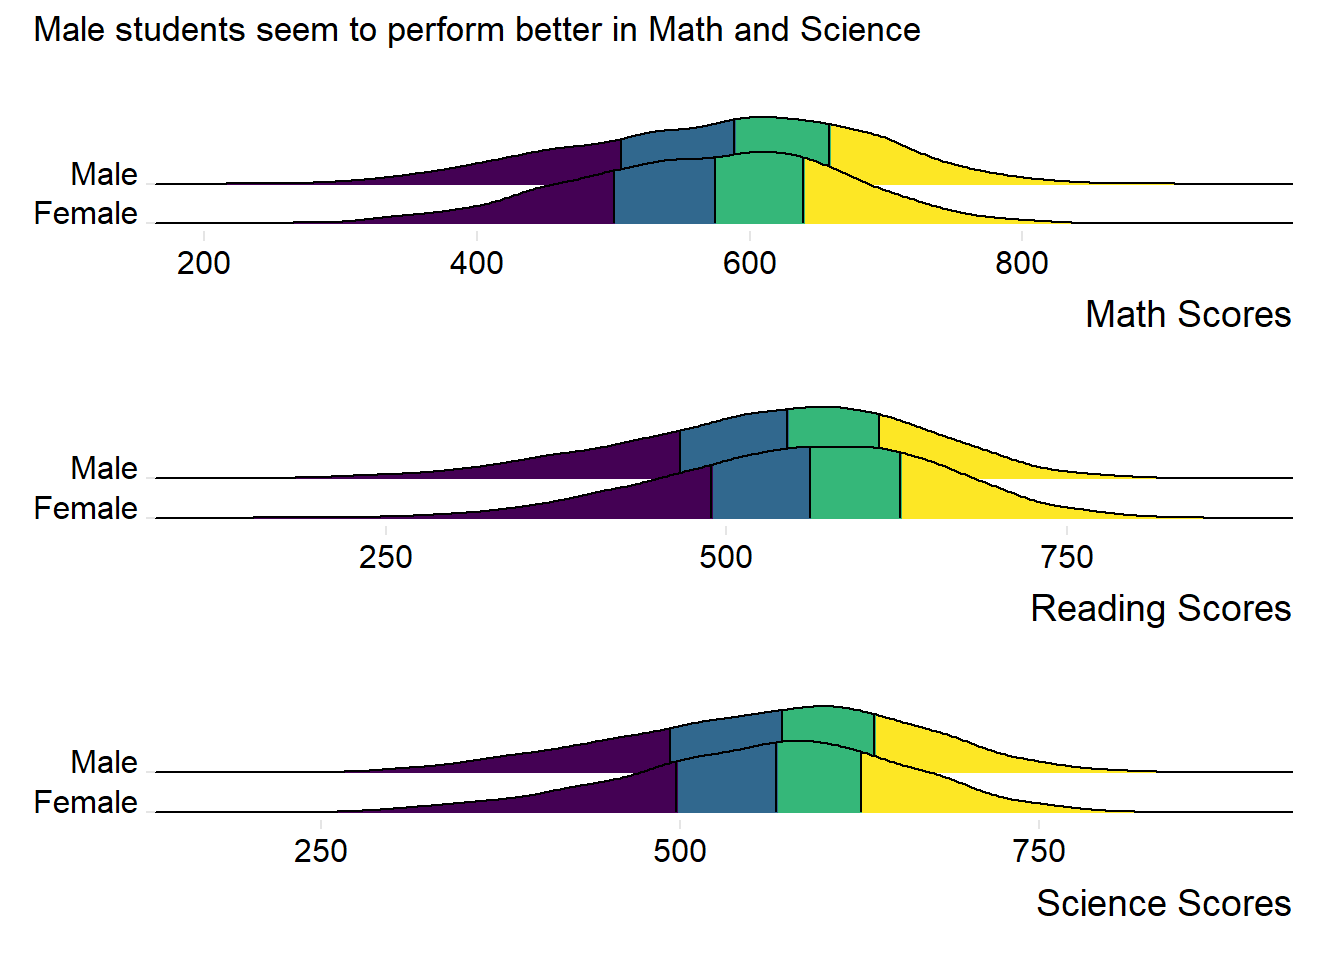 Male students seem to perform better in Math and Science
Male
Female
200 400 600 800
Math Scores
Male
Female
250 500 750
Reading Scores
Male
Female
250 500 750
Science Scores